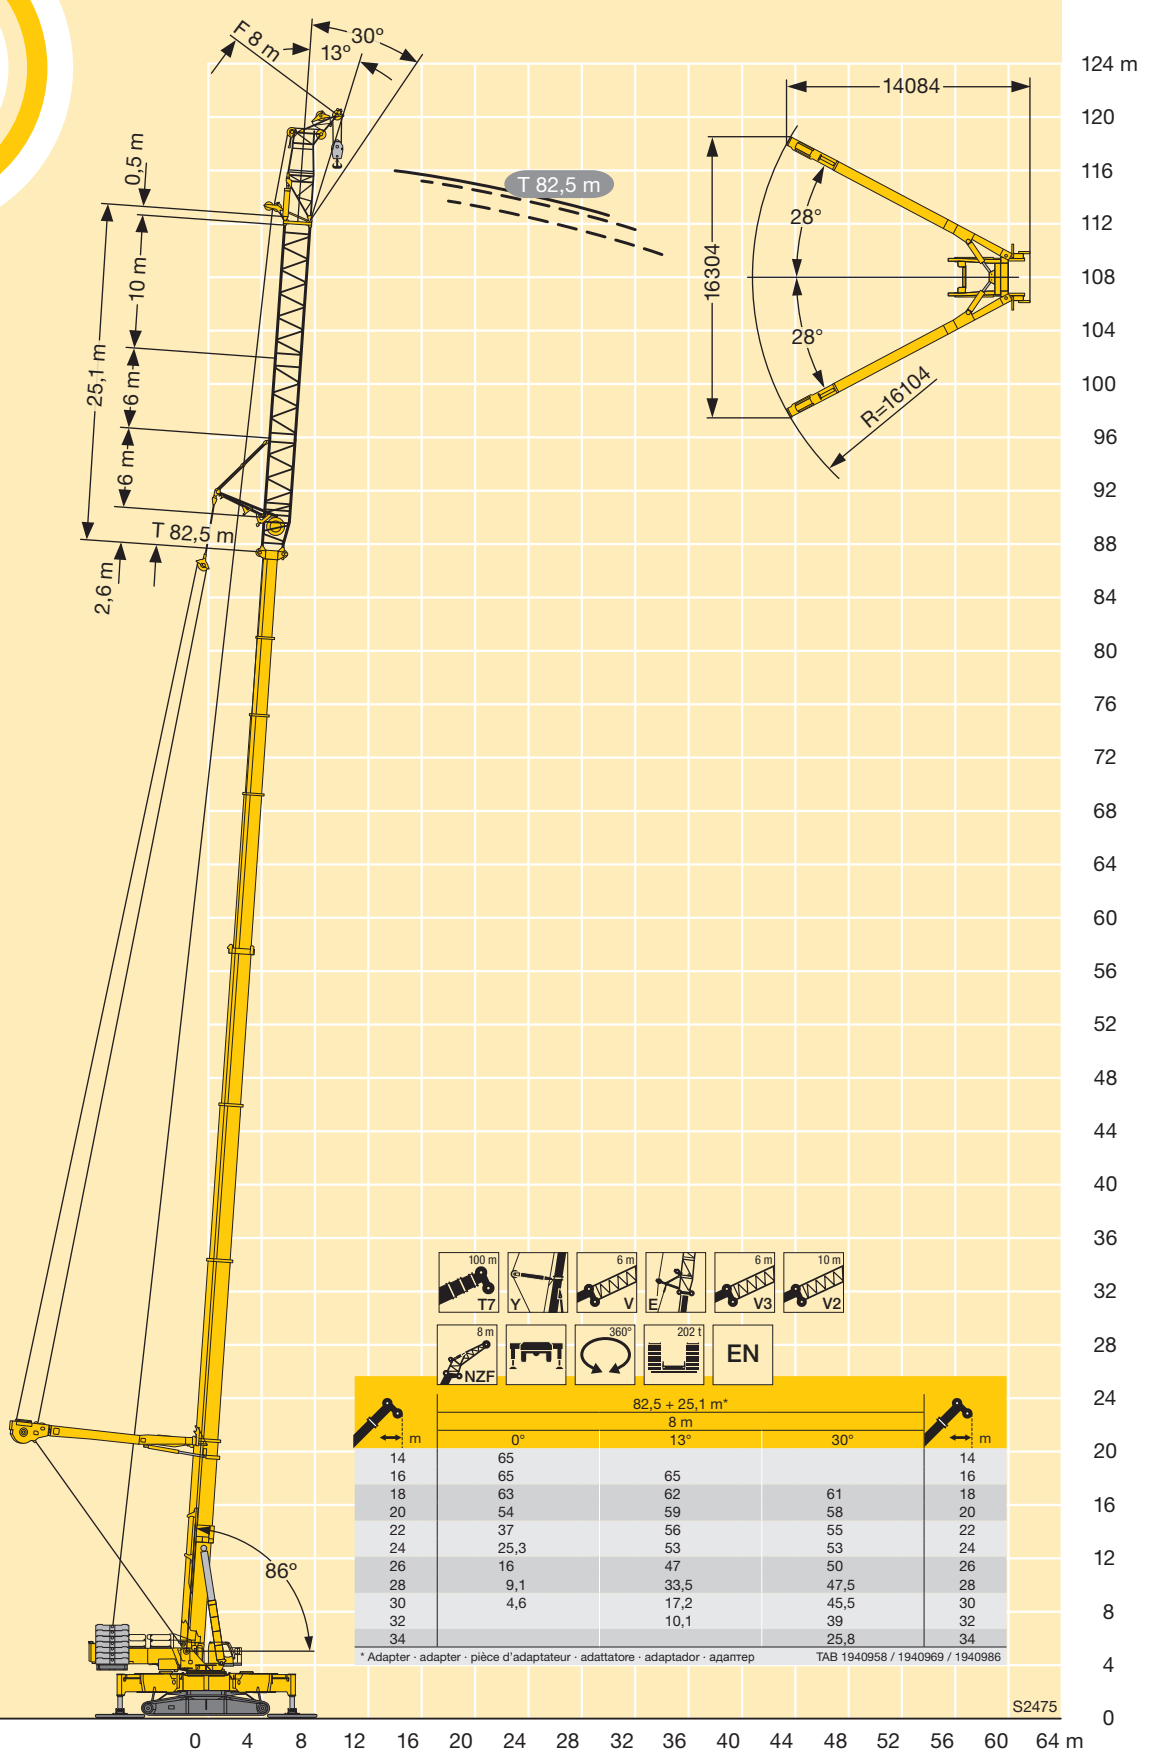 F 8 m
30°
13°
124 m
14084
120
0,5 m
116
T 82,5 m
28°
112
10 m
16304
108
28°
104
25,1 m
6 m
R=16104
100
96
6 m
92
T 82,5 m
88
2,6 m
84
80
76
72
68
64
60
56
52
48
44
40
36
100 m
T7
Y
6 m
V
E
6 m
V3
10 m
V2
32
8 m
NZF
360°
202 t
EN
28
24
82,5 + 25,1 m*
8 m
m 0° 13° 30° m
20
14 65 14
16 65 65 16
18 63 62 61 18
16
20 54 59 58 20
22 37 56 55 22
24 25,3 53 53 24
12
86°
26 16 47 50 26
28 9,1 33,5 47,5 28
30 4,6 17,2 45,5 30
8
32 10,1 39 32
34 25,8 34
* Adapter · adapter · pièce d'adaptateur · adattatore · adaptador · адаптер TAB 1940958 / 1940969 / 1940986
4
S2475
0
0 4 8 12 16 20 24 28 32 36 40 44 48 52 56 60 64 m